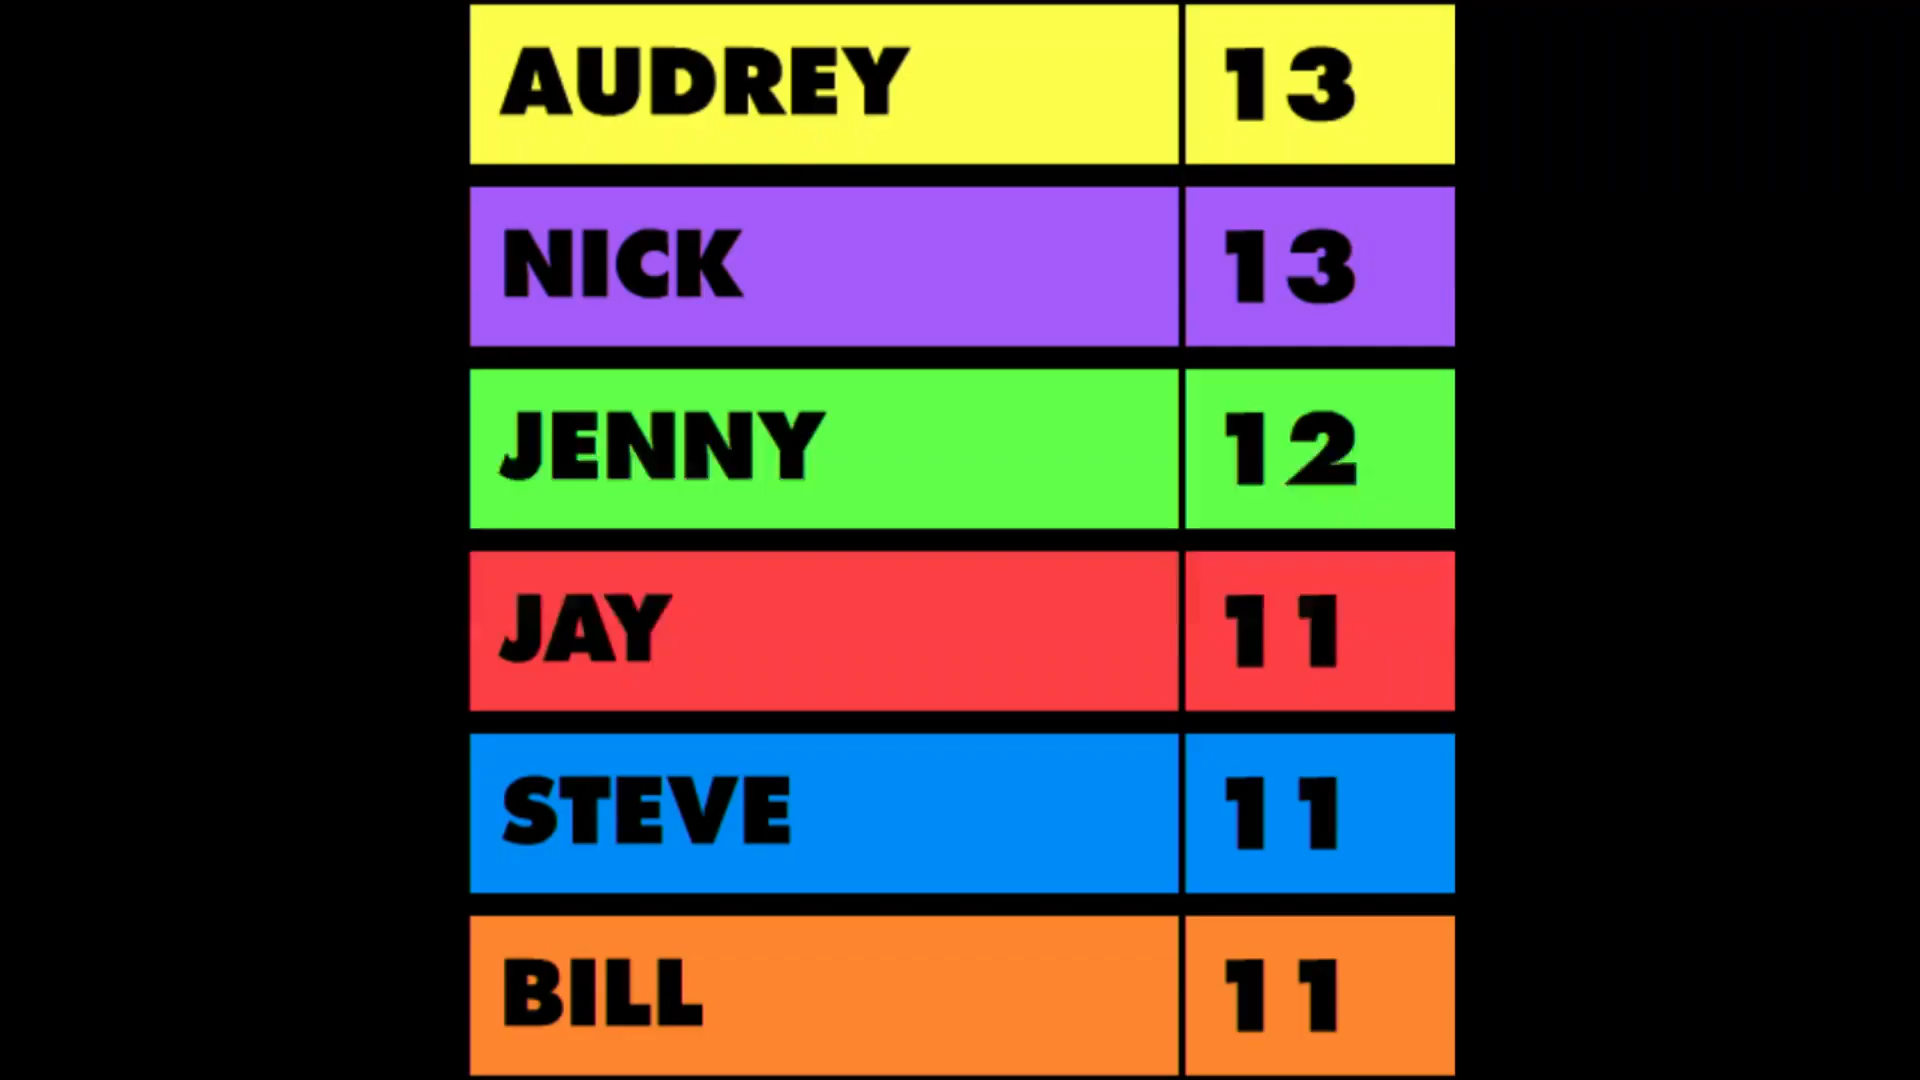 AUDREY 13
NICK 13
JENNY 12
JAY 11
STEVE 11
BILL 11